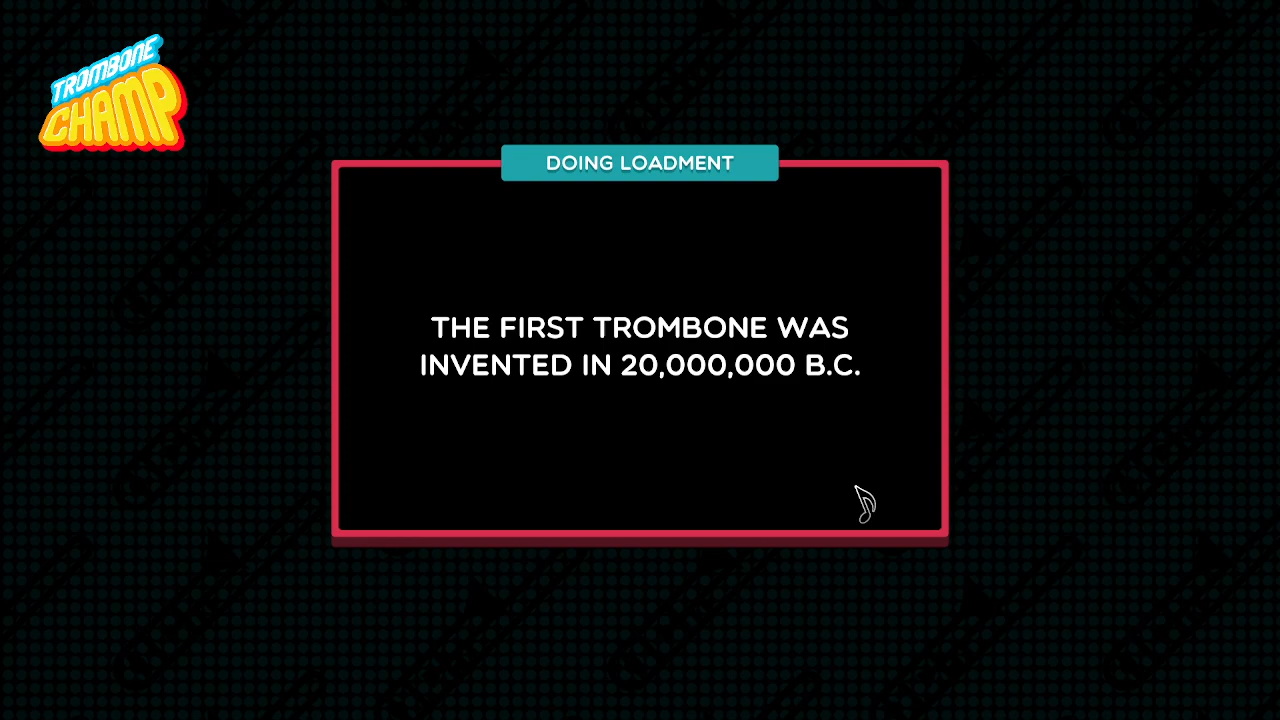 TROMBONE
CHAMP
DOING LOADMENT
THE FIRST TROMBONE WAS
INVENTED IN 20,000,000 B.C.